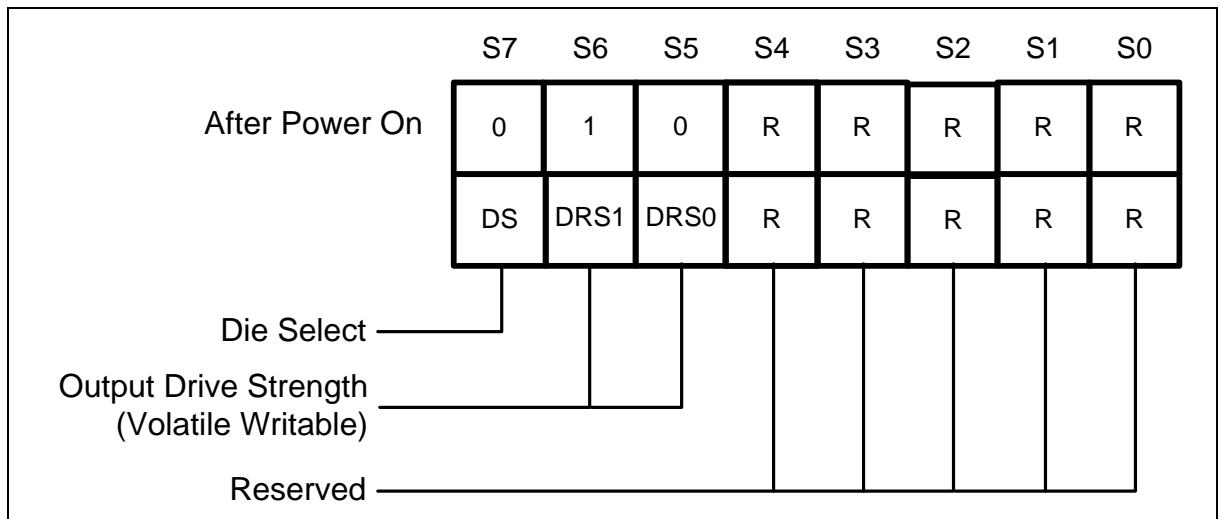 S7 S6 S5 S4 S3 S2 S1 S0
After Power On 0 1 0 R R R R R
DS DRS1 DRS0 R R R R R
Die Select
Output Drive Strength
(Volatile Writable)
Reserved